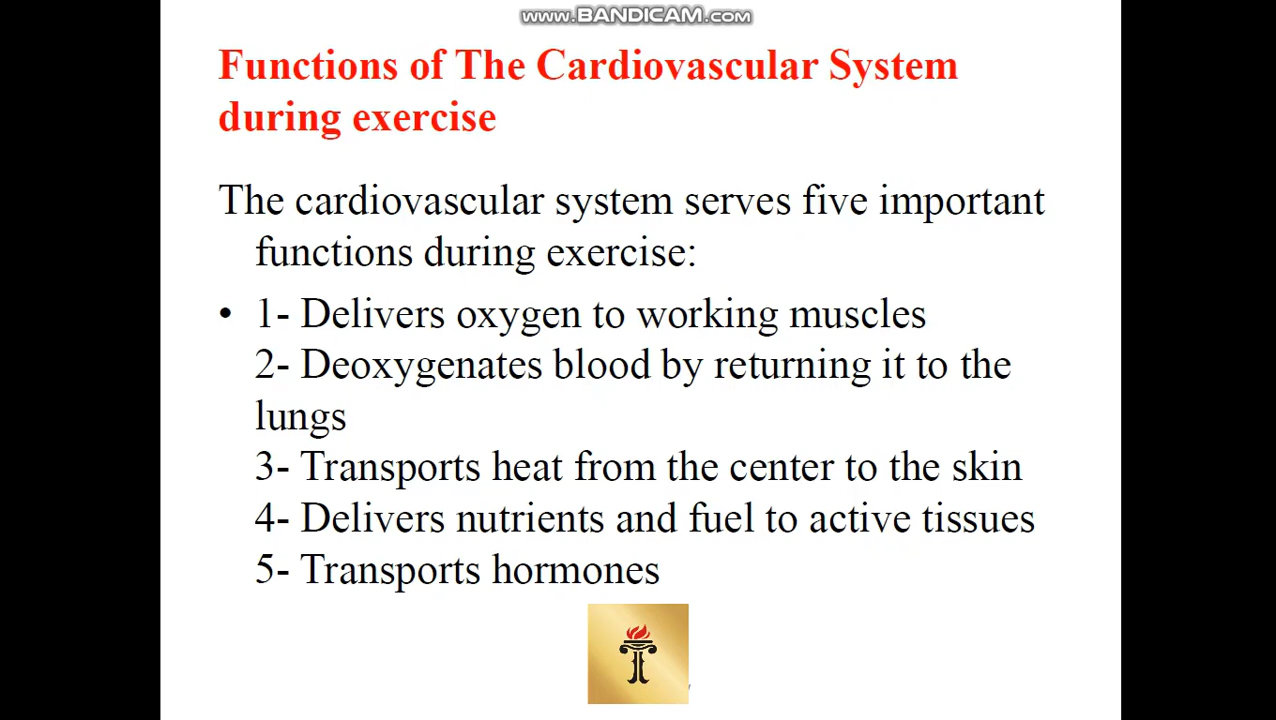 www.BANDICAM.com
Functions of The Cardiovascular System
during exercise
The cardiovascular system serves five important
functions during exercise:
• 1- Delivers oxygen to working muscles
2- Deoxygenates blood by returning it to the
lungs
3- Transports heat from the center to the skin
4- Delivers nutrients and fuel to active tissues
5- Transports hormones